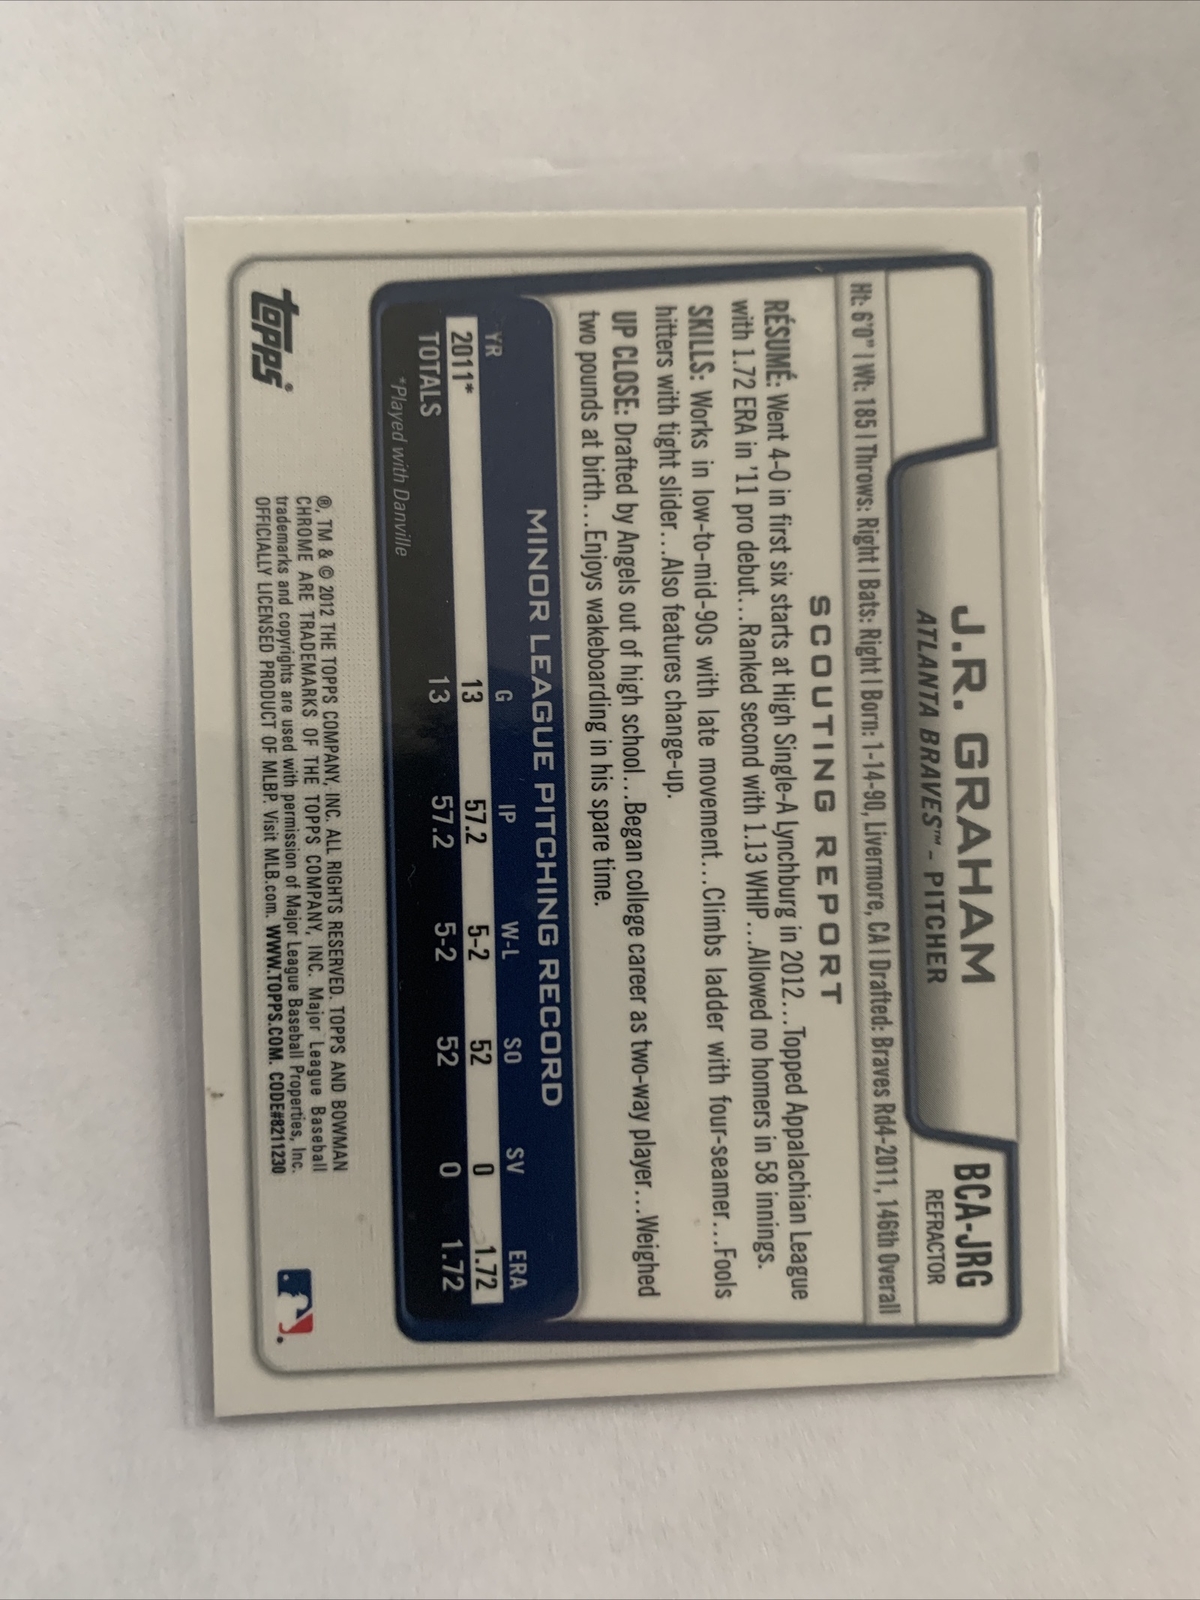 J.R. GRAHAM
ATLANTA BRAVES™ - PITCHER
BCA-JRG
REFRACTOR
Ht: 6'0" | Wt: 185 | Throws: Right | Bats: Right | Born: 1-14-90, Livermore, CA | Drafted: Braves Rd4-2011, 146th Overall
SCOUTING REPORT
RÉSUMÉ: Went 4-0 in first six starts at High Single-A Lynchburg in 2012...Topped Appalachian League
with 1.72 ERA in '11 pro debut...Ranked second with 1.13 WHIP...Allowed no homers in 58 innings.
SKILLS: Works in low-to-mid-90s with late movement...Climbs ladder with four-seamer...Fools
hitters with tight slider...Also features change-up.
UP CLOSE: Drafted by Angels out of high school...Began college career as two-way player...Weighed
two pounds at birth...Enjoys wakeboarding in his spare time.
MINOR LEAGUE PITCHING RECORD
YR G IP W-L SO SV ERA
2011* 13 57.2 5-2 52 0 1.72
TOTALS 13 57.2 5-2 52 0 1.72
*Played with Danville
topps®
®, TM & © 2012 THE TOPPS COMPANY, INC. ALL RIGHTS RESERVED. TOPPS AND BOWMAN
CHROME ARE TRADEMARKS OF THE TOPPS COMPANY, INC. Major League Baseball
trademarks and copyrights are used with permission of Major League Baseball Properties, Inc.
OFFICIALLY LICENSED PRODUCT OF MLBP. Visit MLB.com. WWW.TOPPS.COM. CODE#8211230